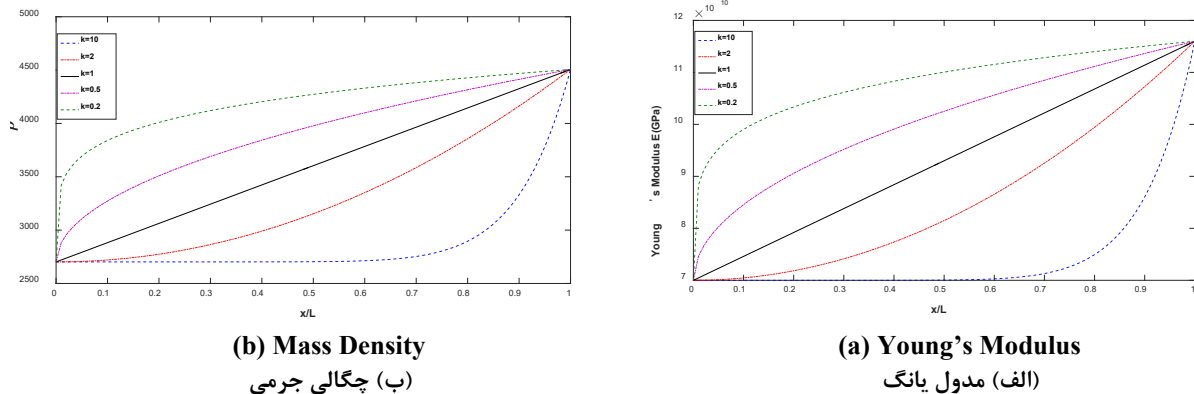 5000
4500
4000
3500
3000
2500
k=10
k=2
k=1
k=0.5
k=0.2
ρ
0 0.1 0.2 0.3 0.4 0.5 0.6 0.7 0.8 0.9 1
x/L
(b) Mass Density
(ب) چگالی جرمی
× 10 10
12
11
10
9
8
7
k=10
k=2
k=1
k=0.5
k=0.2
Young 's Modulus E(GPa)
0 0.1 0.2 0.3 0.4 0.5 0.6 0.7 0.8 0.9 1
x/L
(a) Young’s Modulus
(الف) مدول یانگ